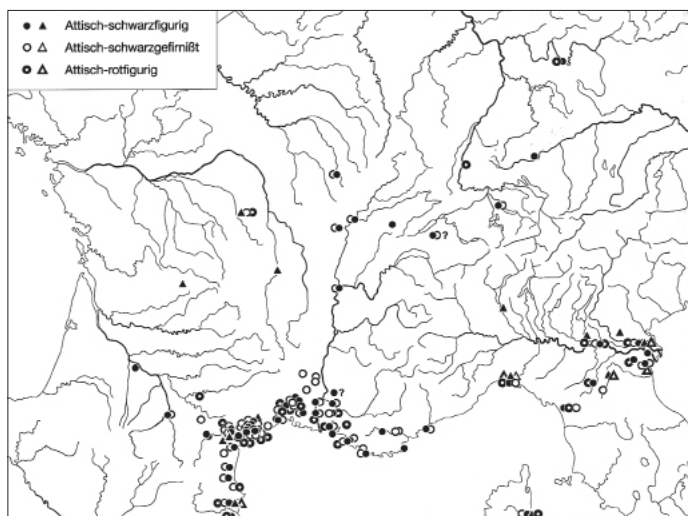 Attisch-schwarzfigurig
Attisch-schwarzgefirnißt
Attisch-rotfigurig
?
?